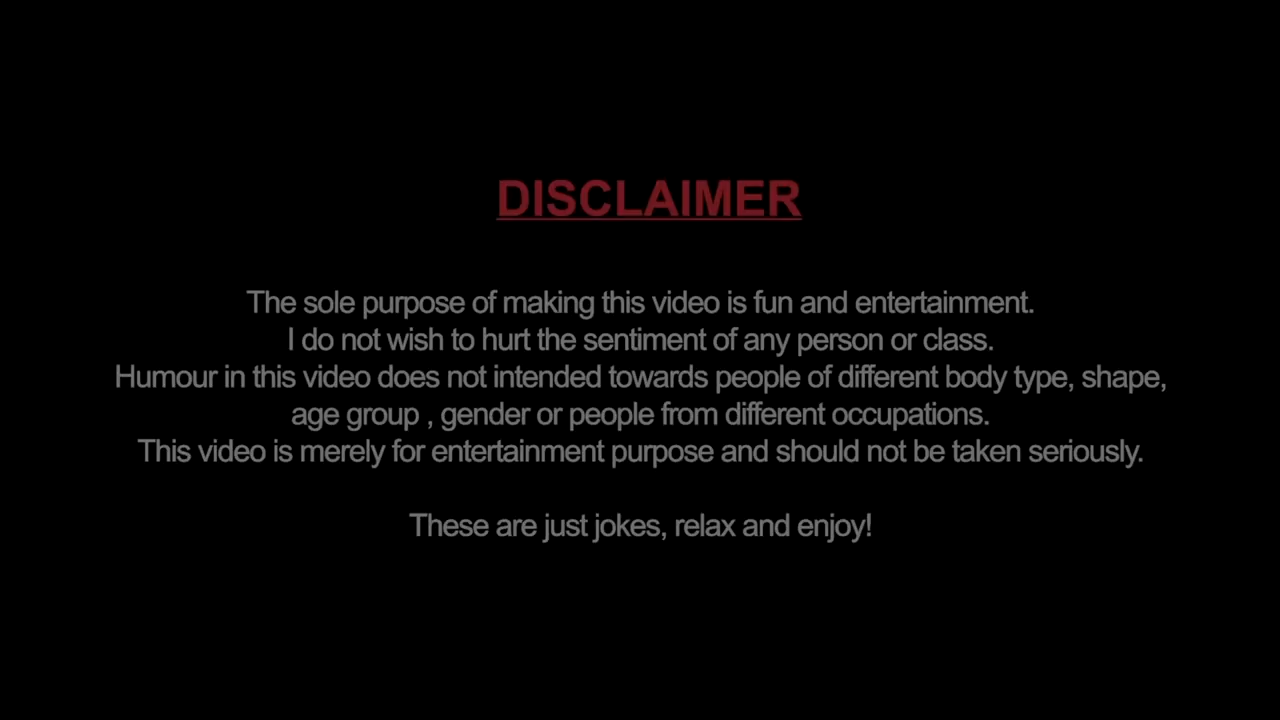 DISCLAIMER
The sole purpose of making this video is fun and entertainment.
I do not wish to hurt the sentiment of any person or class.
Humour in this video does not intended towards people of different body type, shape,
age group , gender or people from different occupations.
This video is merely for entertainment purpose and should not be taken seriously.
These are just jokes, relax and enjoy!